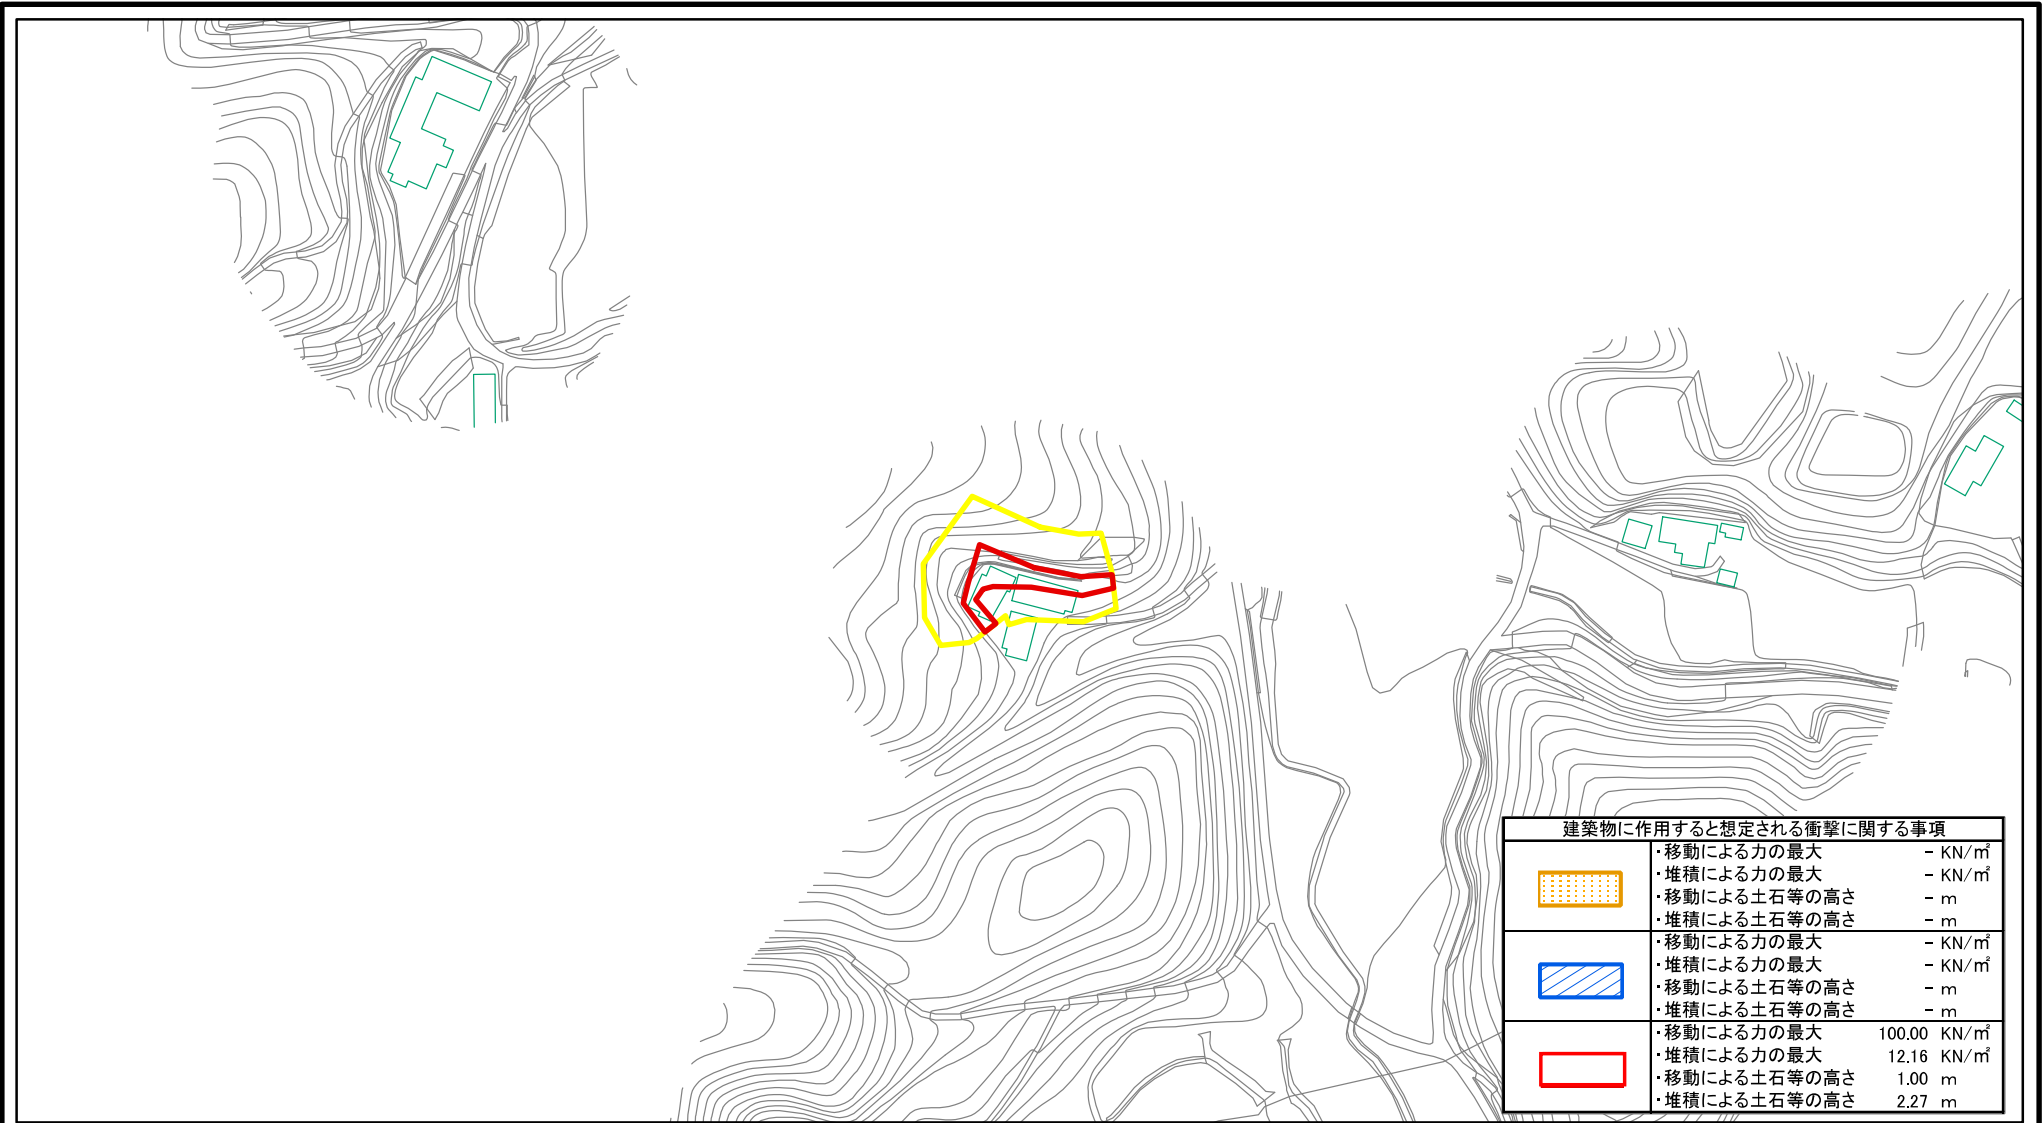 建築物に作用すると想定される衝撃に関する事項
・移動による力の最大 - KN/㎡
・堆積による力の最大 - KN/㎡
・移動による土石等の高さ - m
・堆積による土石等の高さ - m
・移動による力の最大 - KN/㎡
・堆積による力の最大 - KN/㎡
・移動による土石等の高さ - m
・堆積による土石等の高さ - m
・移動による力の最大 100.00 KN/㎡
・堆積による力の最大 12.16 KN/㎡
・移動による土石等の高さ 1.00 m
・堆積による土石等の高さ 2.27 m